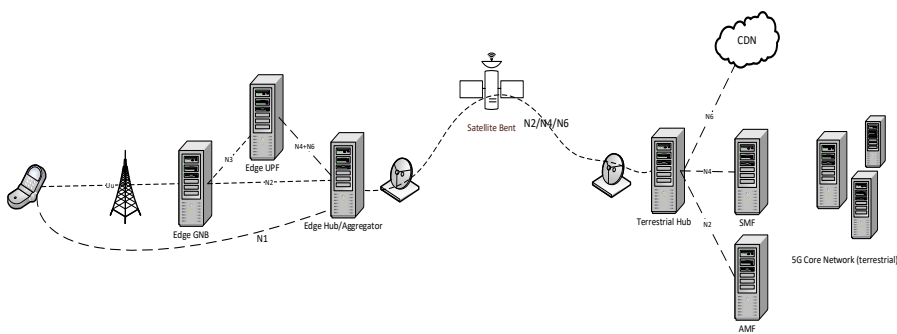 CDN
N6
Satellite Bent
N2/N4/N6
Edge UPF
N3
N4+N6
Uu
N2
Edge GNB
Edge Hub/Aggregator
N1
N4
N2
Terrestrial Hub
SMF
5G Core Network (terrestrial)
AMF